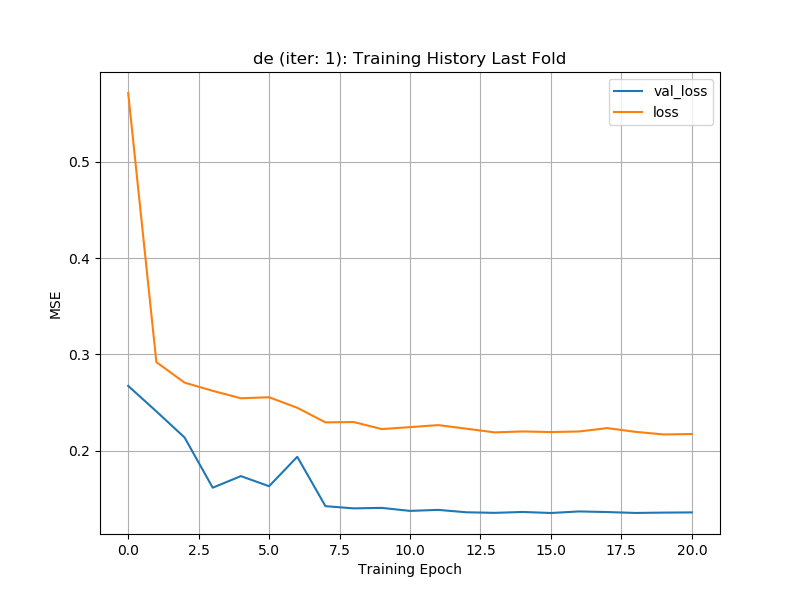 de (iter: 1): Training History Last Fold
val_loss
loss
MSE
0.5
0.4
0.3
0.2
0.0 2.5 5.0 7.5 10.0 12.5 15.0 17.5 20.0
Training Epoch